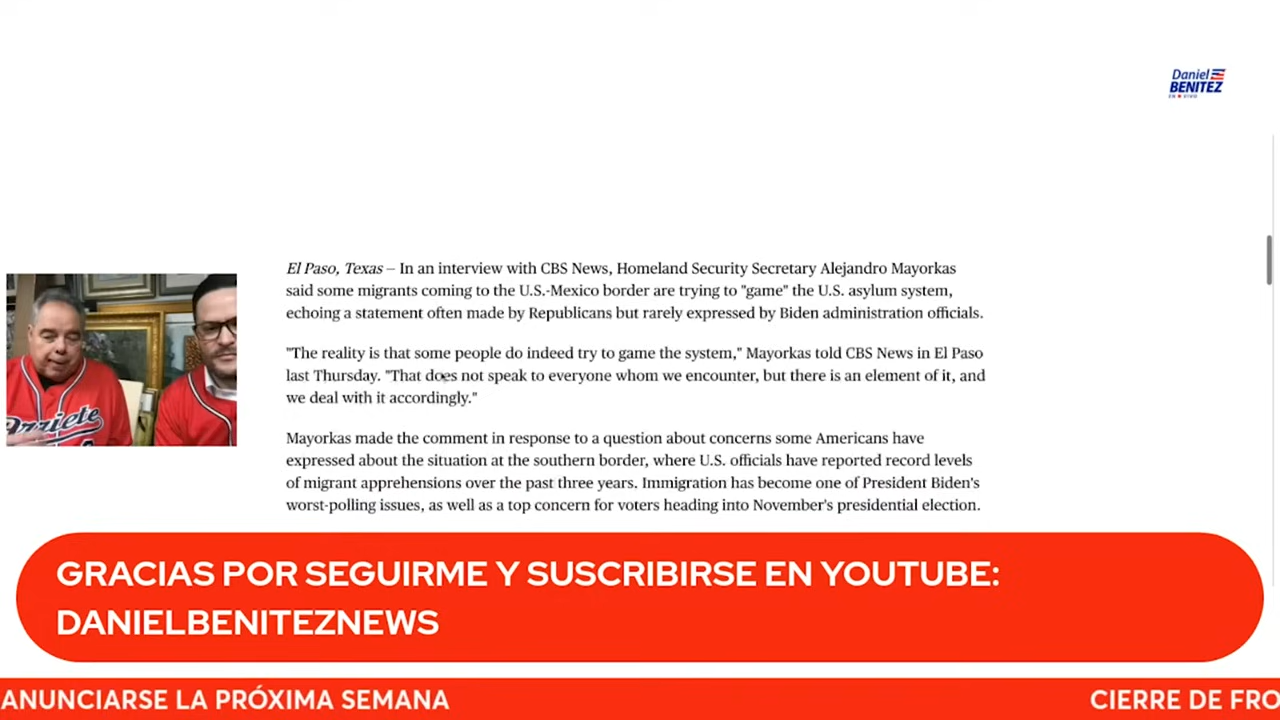 Daniel
BENITEZ
EN VIVO
El Paso, Texas – In an interview with CBS News, Homeland Security Secretary Alejandro Mayorkas
said some migrants coming to the U.S.-Mexico border are trying to "game" the U.S. asylum system,
echoing a statement often made by Republicans but rarely expressed by Biden administration officials.
"The reality is that some people do indeed try to game the system," Mayorkas told CBS News in El Paso
last Thursday. "That does not speak to everyone whom we encounter, but there is an element of it, and
we deal with it accordingly."
Mayorkas made the comment in response to a question about concerns some Americans have
expressed about the situation at the southern border, where U.S. officials have reported record levels
of migrant apprehensions over the past three years. Immigration has become one of President Biden's
worst-polling issues, as well as a top concern for voters heading into November's presidential election.
GRACIAS POR SEGUIRME Y SUSCRIBIRSE EN YOUTUBE:
DANIELBENITEZNEWS
ANUNCIARSE LA PRÓXIMA SEMANA CIERRE DE FRO